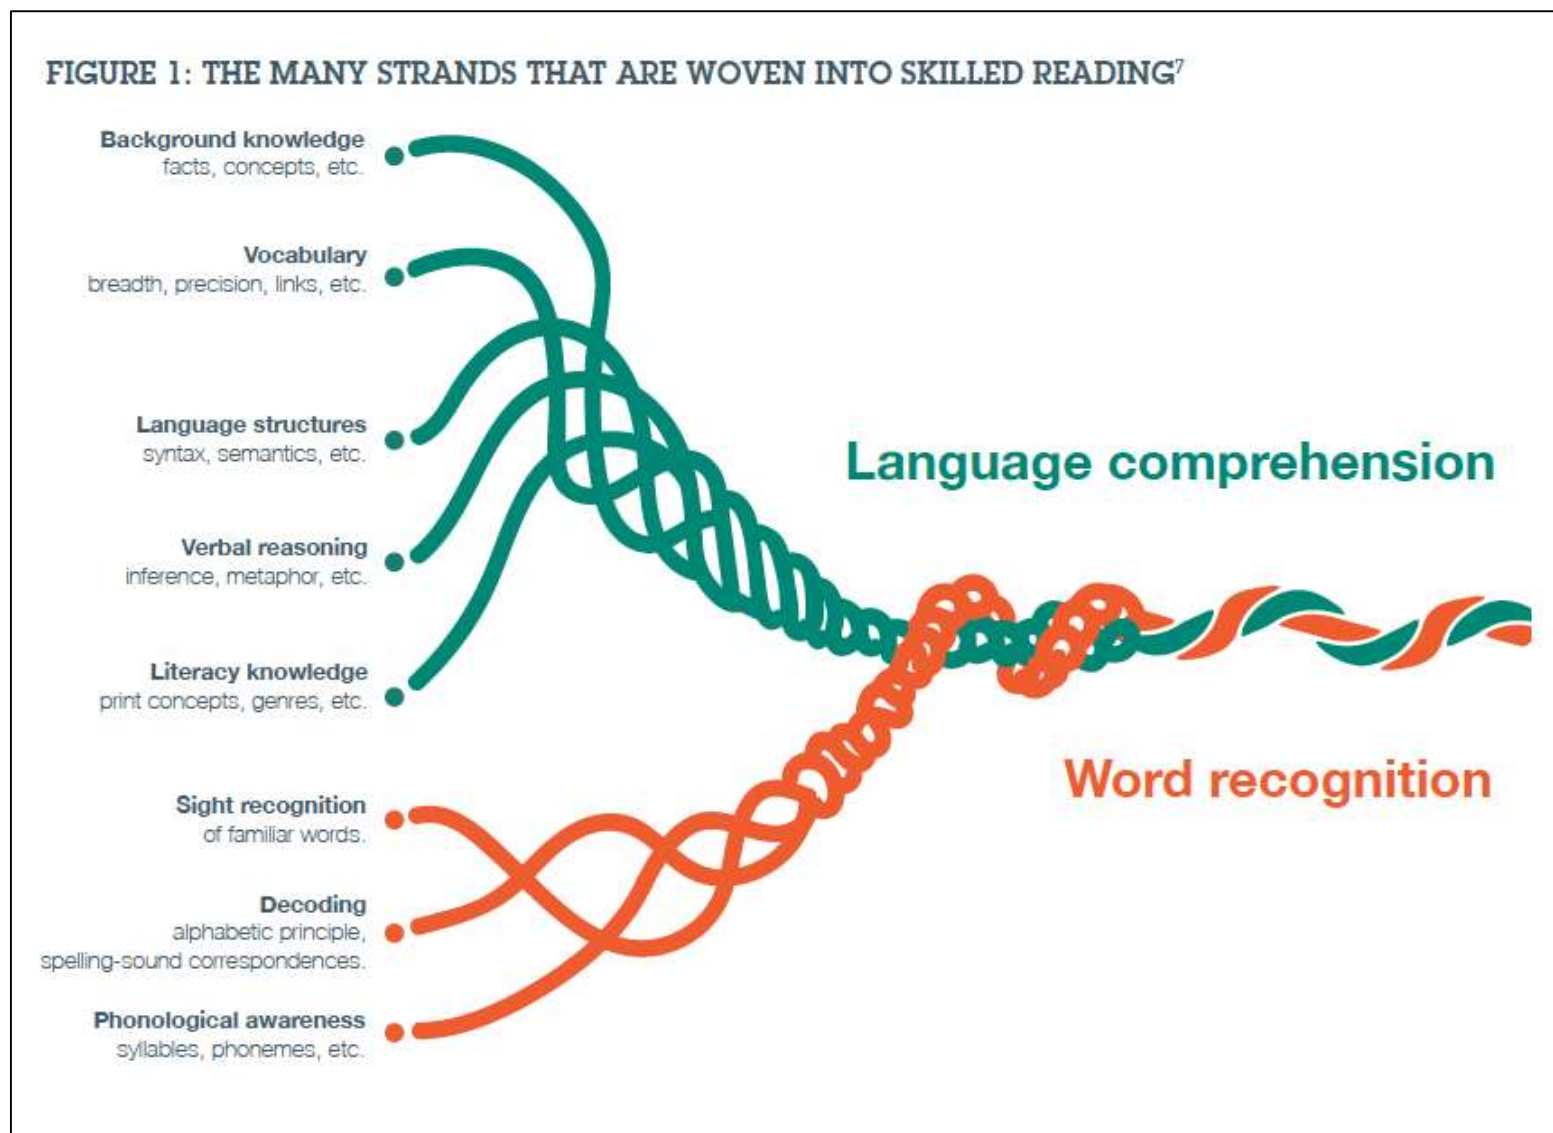 FIGURE 1: THE MANY STRANDS THAT ARE WOVEN INTO SKILLED READING⁷
Background knowledge
facts, concepts, etc.
Vocabulary
breadth, precision, links, etc.
Language structures
syntax, semantics, etc.
Verbal reasoning
inference, metaphor, etc.
Literacy knowledge
print concepts, genres, etc.
Language comprehension
Sight recognition
of familiar words.
Decoding
alphabetic principle,
spelling-sound correspondences.
Phonological awareness
syllables, phonemes, etc.
Word recognition